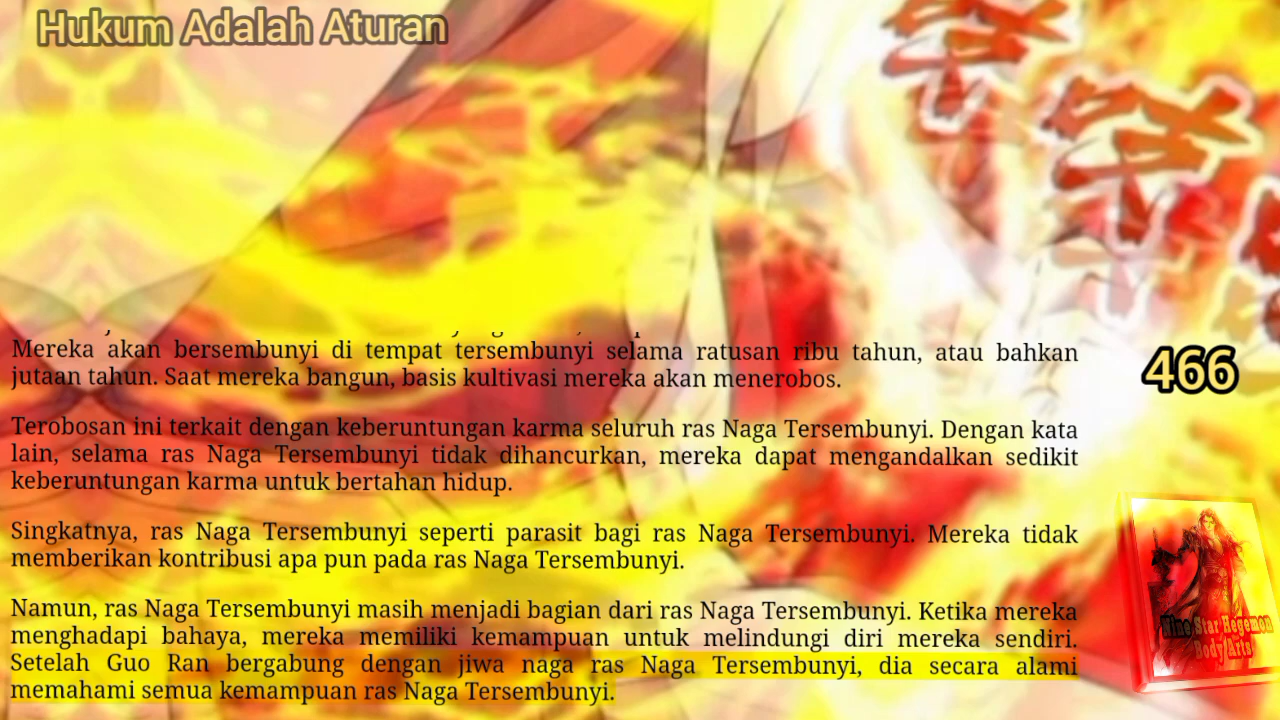 Hukum Adalah Aturan
Mereka akan bersembunyi di tempat tersembunyi selama ratusan ribu tahun, atau bahkan
jutaan tahun. Saat mereka bangun, basis kultivasi mereka akan menerobos.
466
Terobosan ini terkait dengan keberuntungan karma seluruh ras Naga Tersembunyi. Dengan kata
lain, selama ras Naga Tersembunyi tidak dihancurkan, mereka dapat mengandalkan sedikit
keberuntungan karma untuk bertahan hidup.
Singkatnya, ras Naga Tersembunyi seperti parasit bagi ras Naga Tersembunyi. Mereka tidak
memberikan kontribusi apa pun pada ras Naga Tersembunyi.
Namun, ras Naga Tersembunyi masih menjadi bagian dari ras Naga Tersembunyi. Ketika mereka
menghadapi bahaya, mereka memiliki kemampuan untuk melindungi diri mereka sendiri.
Setelah Guo Ran bergabung dengan jiwa naga ras Naga Tersembunyi, dia secara alami
memahami semua kemampuan ras Naga Tersembunyi.
Nine Star Hegemon
Body Arts